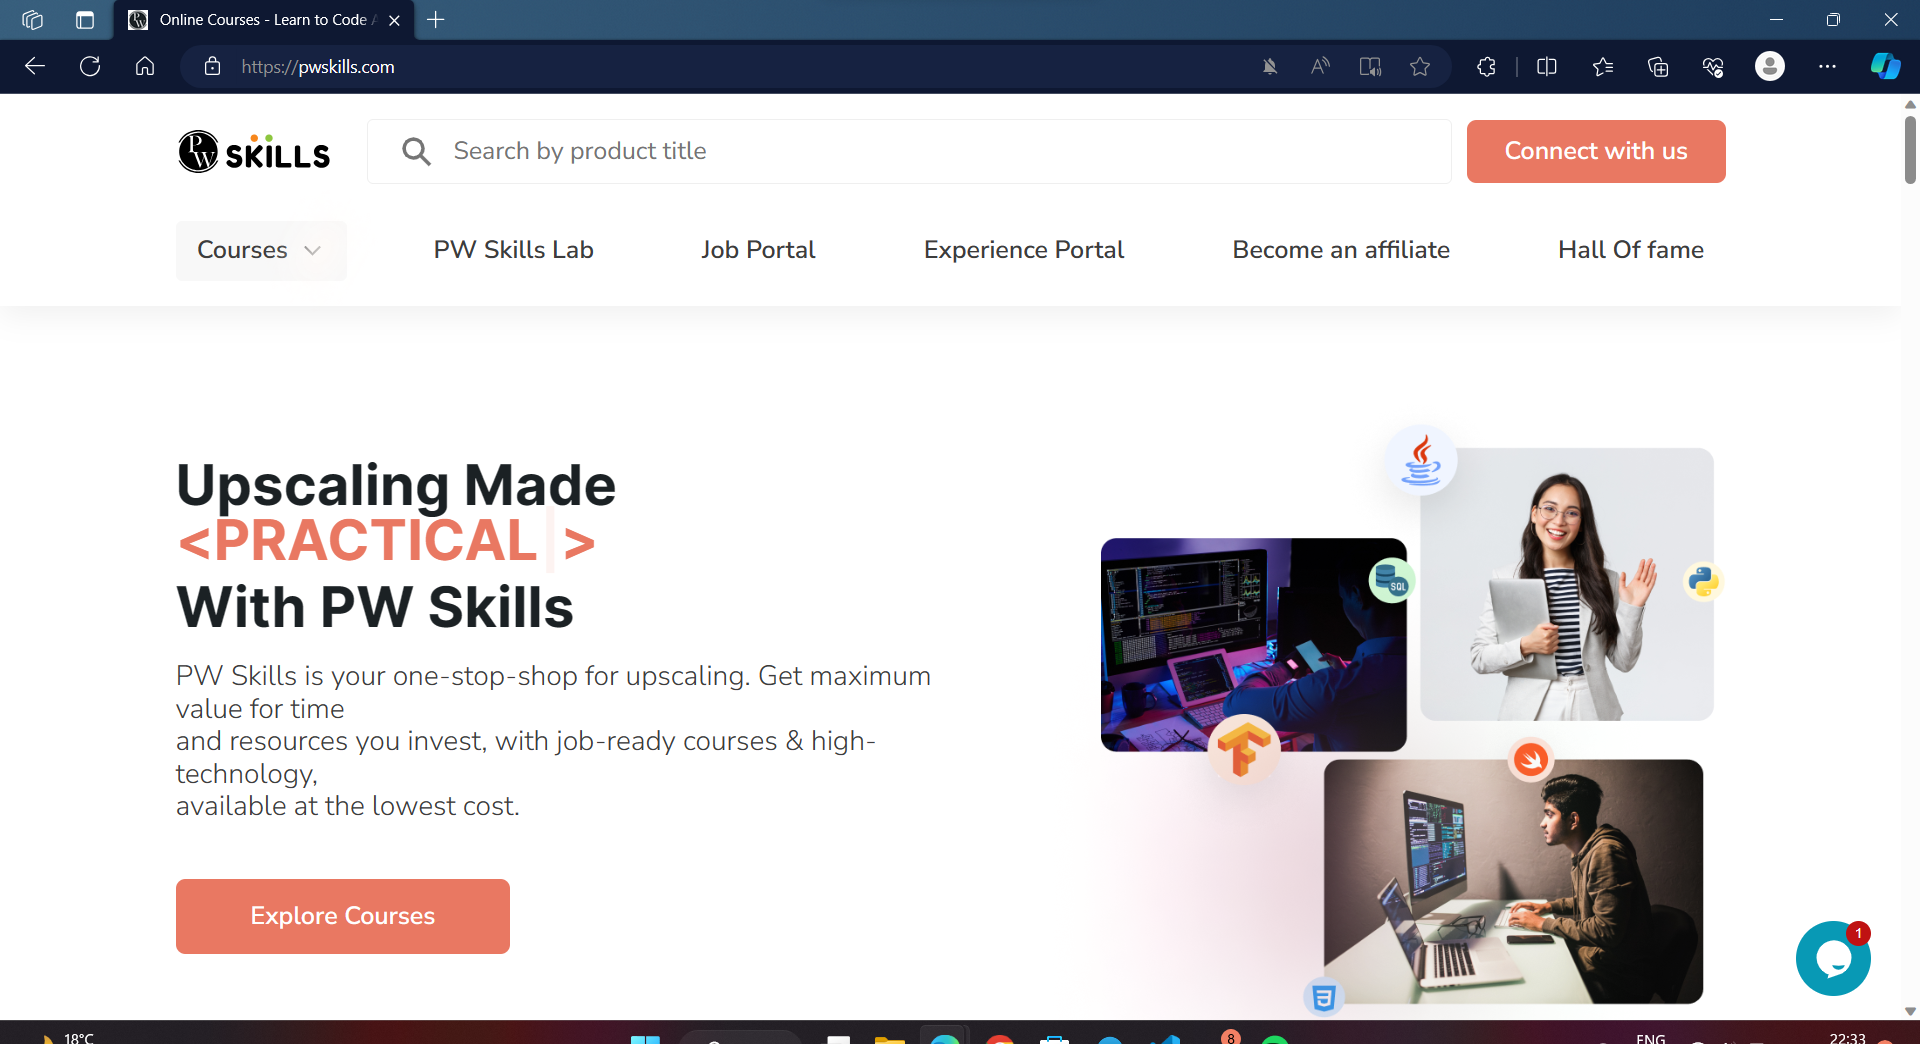 Online Courses - Learn to Code A
https://pwskills.com
PW SKILLS
Search by product title
Connect with us
Courses
PW Skills Lab
Job Portal
Experience Portal
Become an affiliate
Hall Of fame
Upscaling Made
<PRACTICAL >
With PW Skills
PW Skills is your one-stop-shop for upscaling. Get maximum
value for time
and resources you invest, with job-ready courses & high-
technology,
available at the lowest cost.
Explore Courses
SQL
1
18°C
8
ENG
22:33